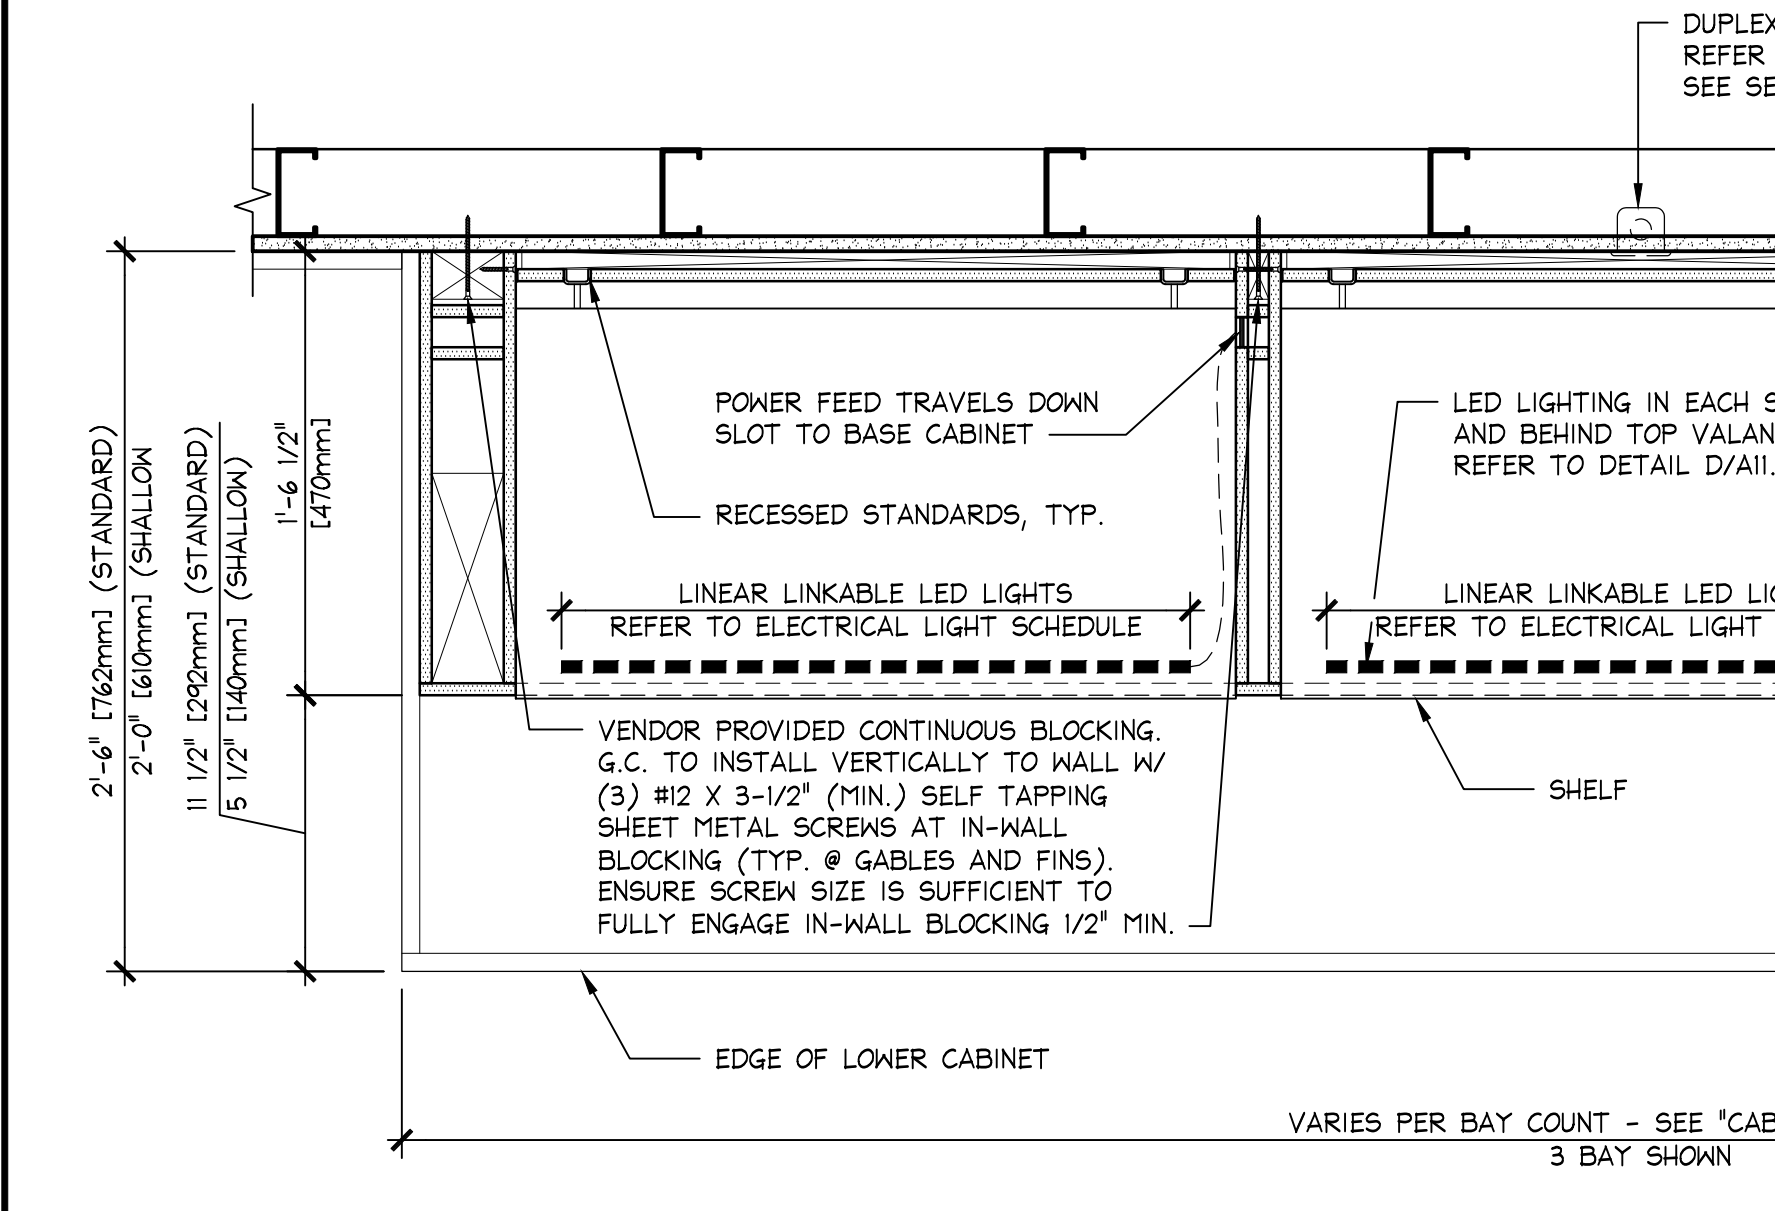 DUPLEX
REFER
SEE SE
POWER FEED TRAVELS DOWN
SLOT TO BASE CABINET
LED LIGHTING IN EACH S
AND BEHIND TOP VALAN
REFER TO DETAIL D/A11.
RECESSED STANDARDS, TYP.
2'-6" [762mm] (STANDARD)
2'-0" [610mm] (SHALLOW
11 1/2" [292mm] (STANDARD)
5 1/2" [140mm] (SHALLOW)
1'-6 1/2"
[470mm]
LINEAR LINKABLE LED LIGHTS
REFER TO ELECTRICAL LIGHT SCHEDULE
LINEAR LINKABLE LED LIG
REFER TO ELECTRICAL LIGHT
VENDOR PROVIDED CONTINUOUS BLOCKING.
G.C. TO INSTALL VERTICALLY TO WALL W/
(3) #12 X 3-1/2" (MIN.) SELF TAPPING
SHEET METAL SCREWS AT IN-WALL
BLOCKING (TYP. @ GABLES AND FINS).
ENSURE SCREW SIZE IS SUFFICIENT TO
FULLY ENGAGE IN-WALL BLOCKING 1/2" MIN.
SHELF
EDGE OF LOWER CABINET
VARIES PER BAY COUNT - SEE "CAB
3 BAY SHOWN